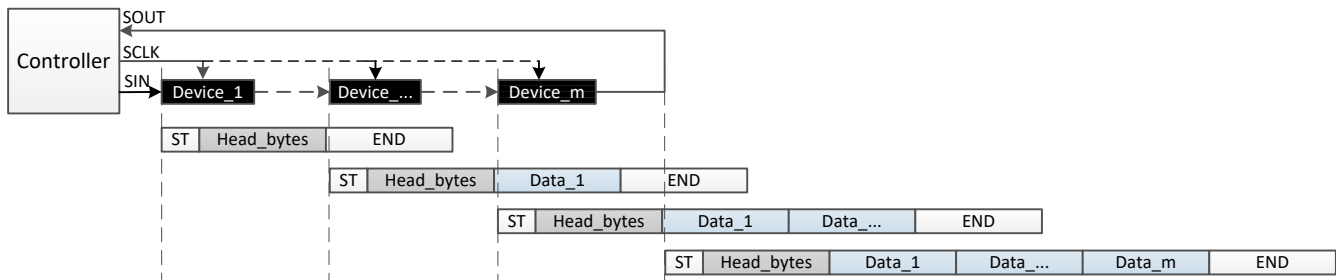 SOUT
SCLK
Controller
SIN
Device_1 Device_... Device_m
ST Head_bytes END
ST Head_bytes Data_1 END
ST Head_bytes Data_1 Data_... END
ST Head_bytes Data_1 Data_... Data_m END